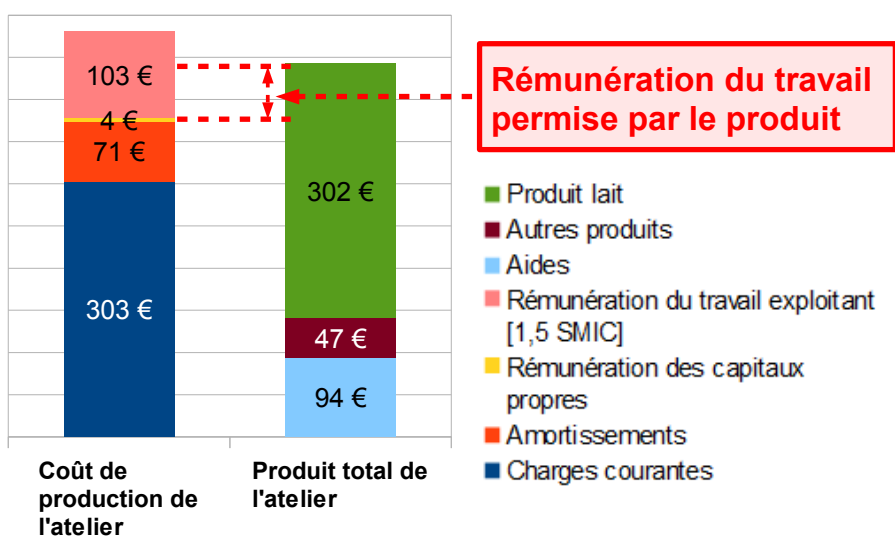 103 €
4 €
71 €
303 €
302 €
47 €
94 €
Coût de
production de
l'atelier
Produit total de
l'atelier
Rémunération du travail
permise par le produit
Produit lait
Autres produits
Aides
Rémunération du travail exploitant
[1,5 SMIC]
Rémunération des capitaux
propres
Amortissements
Charges courantes